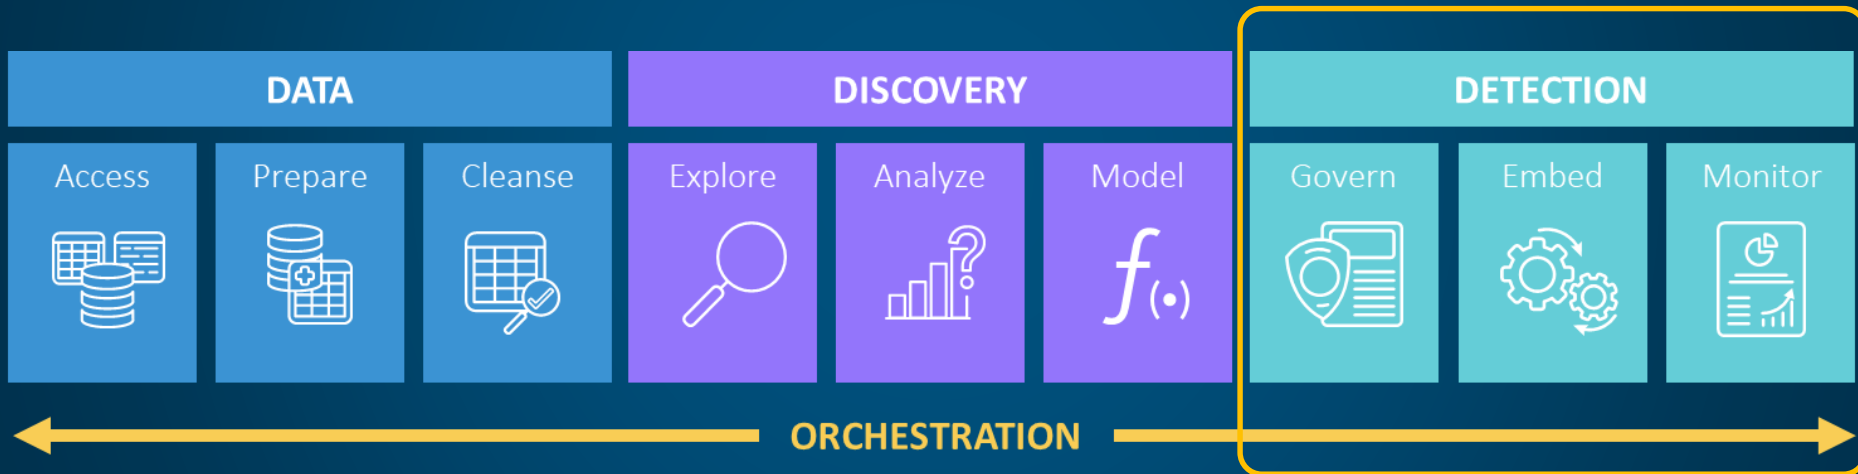 DATA
DISCOVERY
DETECTION
Access
Prepare
Cleanse
Explore
Analyze
Model
Govern
Embed
Monitor
?
f(•)
ORCHESTRATION